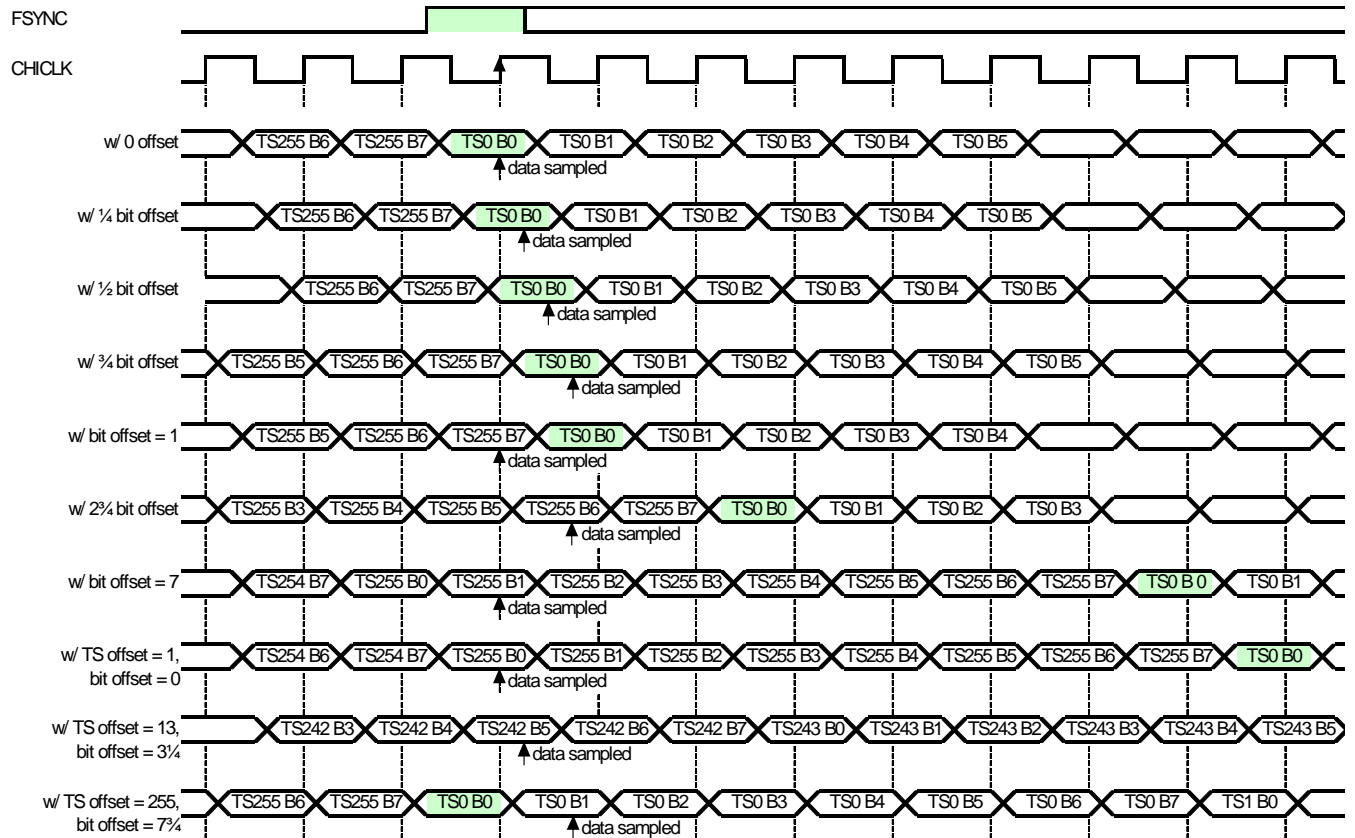 FSYNC
CHICLK
w/ 0 offset TS255 B6 TS255 B7 TS0 B0 TS0 B1 TS0 B2 TS0 B3 TS0 B4 TS0 B5
data sampled
w/ ¼ bit offset TS255 B6 TS255 B7 TS0 B0 TS0 B1 TS0 B2 TS0 B3 TS0 B4 TS0 B5
data sampled
w/ ½ bit offset TS255 B6 TS255 B7 TS0 B0 TS0 B1 TS0 B2 TS0 B3 TS0 B4 TS0 B5
data sampled
w/ ¾ bit offset TS255 B5 TS255 B6 TS255 B7 TS0 B0 TS0 B1 TS0 B2 TS0 B3 TS0 B4 TS0 B5
data sampled
w/ bit offset = 1 TS255 B5 TS255 B6 TS255 B7 TS0 B0 TS0 B1 TS0 B2 TS0 B3 TS0 B4
data sampled
w/ 2¾ bit offset TS255 B3 TS255 B4 TS255 B5 TS255 B6 TS255 B7 TS0 B0 TS0 B1 TS0 B2 TS0 B3
data sampled
w/ bit offset = 7 TS254 B7 TS255 B0 TS255 B1 TS255 B2 TS255 B3 TS255 B4 TS255 B5 TS255 B6 TS255 B7 TS0 B 0 TS0 B1
data sampled
w/ TS offset = 1, TS254 B6 TS254 B7 TS255 B0 TS255 B1 TS255 B2 TS255 B3 TS255 B4 TS255 B5 TS255 B6 TS255 B7 TS0 B0
bit offset = 0 data sampled
w/ TS offset = 13, TS242 B3 TS242 B4 TS242 B5 TS242 B6 TS242 B7 TS243 B0 TS243 B1 TS243 B2 TS243 B3 TS243 B4 TS243 B5
bit offset = 3¼ data sampled
w/ TS offset = 255, TS255 B6 TS255 B7 TS0 B0 TS0 B1 TS0 B2 TS0 B3 TS0 B4 TS0 B5 TS0 B6 TS0 B7 TS1 B0
bit offset = 7¾ data sampled